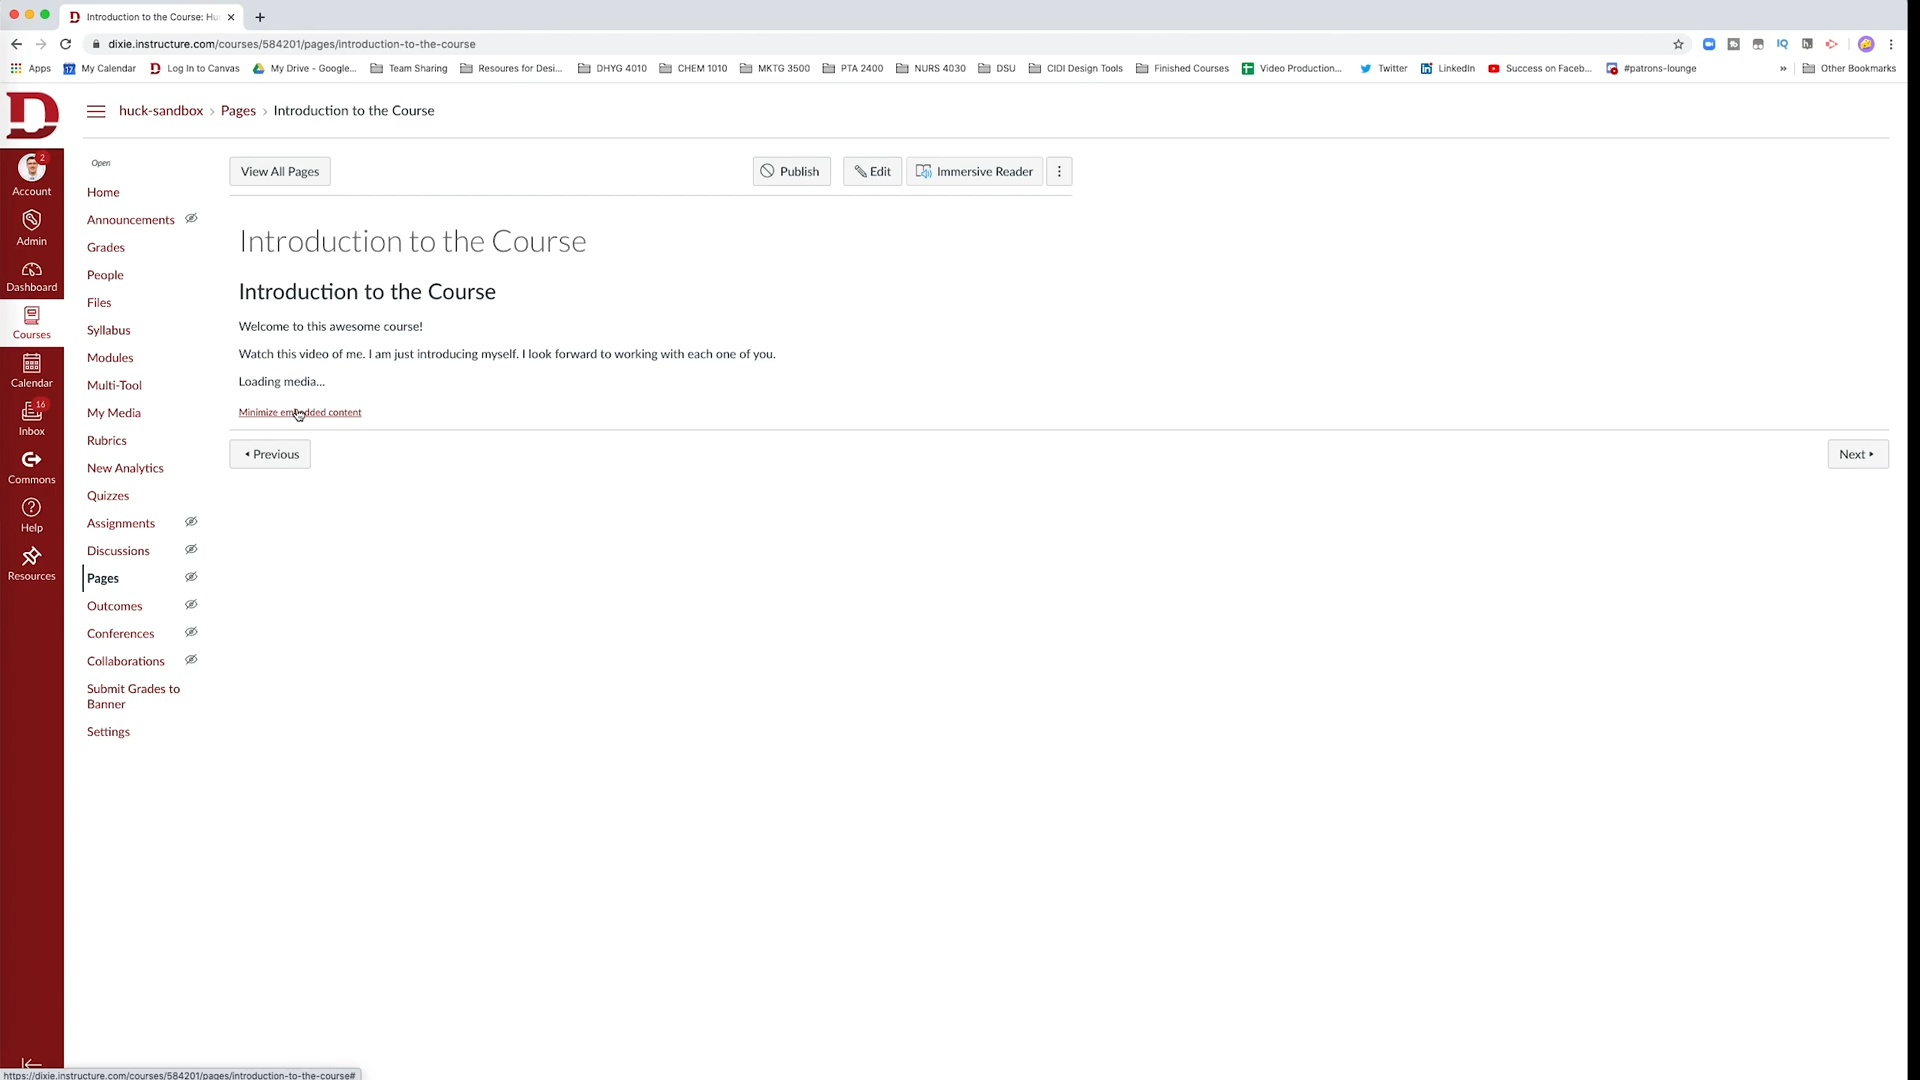 Introduction to the Course: Hu
dixie.instructure.com/courses/584201/pages/introduction-to-the-course
IQ
Apps
17 My Calendar
D Log In to Canvas
My Drive - Google...
Team Sharing
Resoures for Desi...
DHYG 4010
CHEM 1010
MKTG 3500
PTA 2400
NURS 4030
DSU
CIDI Design Tools
Finished Courses
Video Production...
Twitter
LinkedIn
Success on Faceb...
#patrons-lounge
»
Other Bookmarks
D
huck-sandbox › Pages › Introduction to the Course
2
Account
Admin
Dashboard
Courses
Calendar
16
Inbox
Commons
Help
Resources
Open
Home
Announcements
Grades
People
Files
Syllabus
Modules
Multi-Tool
My Media
Rubrics
New Analytics
Quizzes
Assignments
Discussions
Pages
Outcomes
Conferences
Collaborations
Submit Grades to
Banner
Settings
View All Pages
Publish
Edit
Immersive Reader
Introduction to the Course
Introduction to the Course
Welcome to this awesome course!
Watch this video of me. I am just introducing myself. I look forward to working with each one of you.
Loading media...
Minimize embedded content
Previous
Next
https://dixie.instructure.com/courses/584201/pages/introduction-to-the-course#